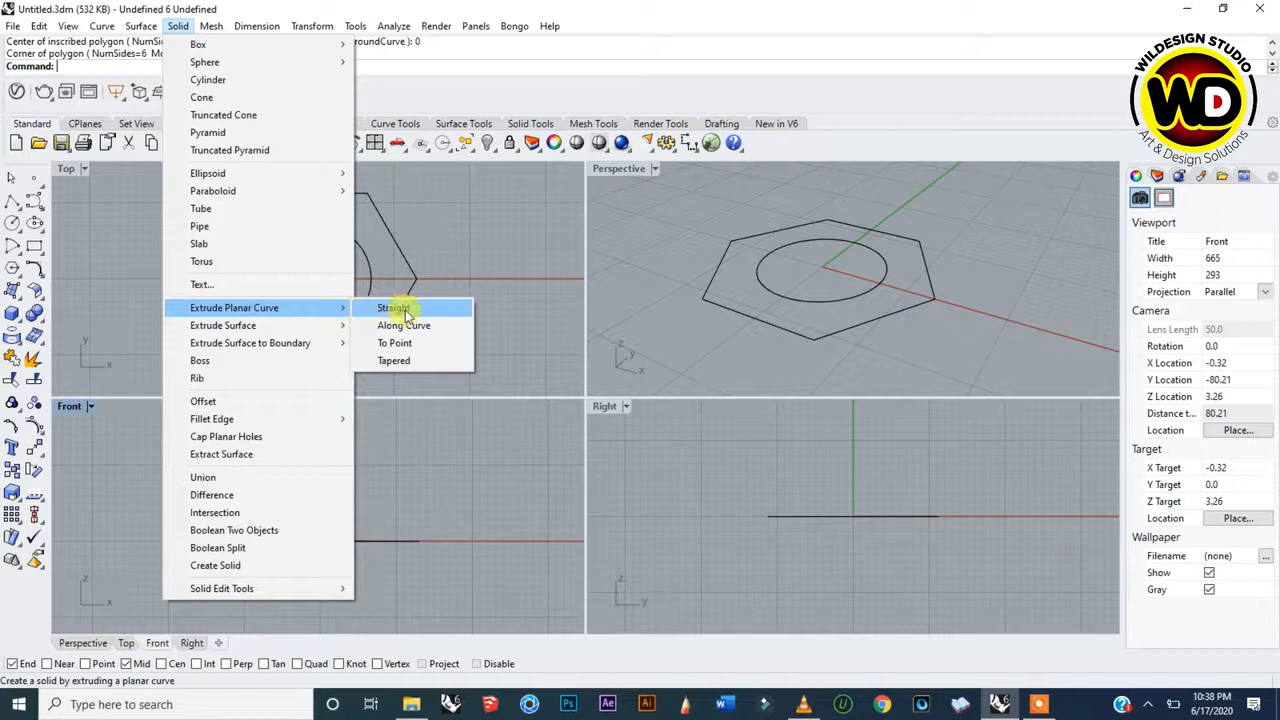 Untitled.3dm (532 KB) - Undefined 6 Undefined
File Edit View Curve Surface Solid Mesh Dimension Transform Tools Analyze Render Panels Bongo Help
Center of inscribed polygon ( NumSides=6
roundCurve): 0
Corner of polygon ( NumSides=6
Command:
WILDESIGN STUDIO
WD
Art & Design Solutions
Standard CPlanes Set View Curve Tools Surface Tools Solid Tools Mesh Tools Render Tools Drafting New in V6
Box
Sphere
Cylinder
Cone
Truncated Cone
Pyramid
Truncated Pyramid
Ellipsoid
Paraboloid
Tube
Pipe
Slab
Torus
Text...
Extrude Planar Curve
Extrude Surface
Extrude Surface to Boundary
Boss
Rib
Offset
Fillet Edge
Cap Planar Holes
Extract Surface
Union
Difference
Intersection
Boolean Two Objects
Boolean Split
Create Solid
Solid Edit Tools
Straight
Along Curve
To Point
Tapered
Top
y
x
Perspective
z
y
x
Front
z
x
Right
z
y
Viewport
Title Front
Width 665
Height 293
Projection Parallel
Camera
Lens Length 50.0
Rotation 0.0
X Location -0.32
Y Location -80.21
Z Location 3.26
Distance t... 80.21
Location Place...
Target
X Target -0.32
Y Target 0.0
Z Target 3.26
Location Place...
Wallpaper
Filename (none) ...
Show
Gray
Perspective Top Front Right
End Near Point Mid Cen Int Perp Tan Quad Knot Vertex Project Disable
Create a solid by extruding a planar curve
Type here to search
Ps Ae Ai
10:38 PM
6/17/2020